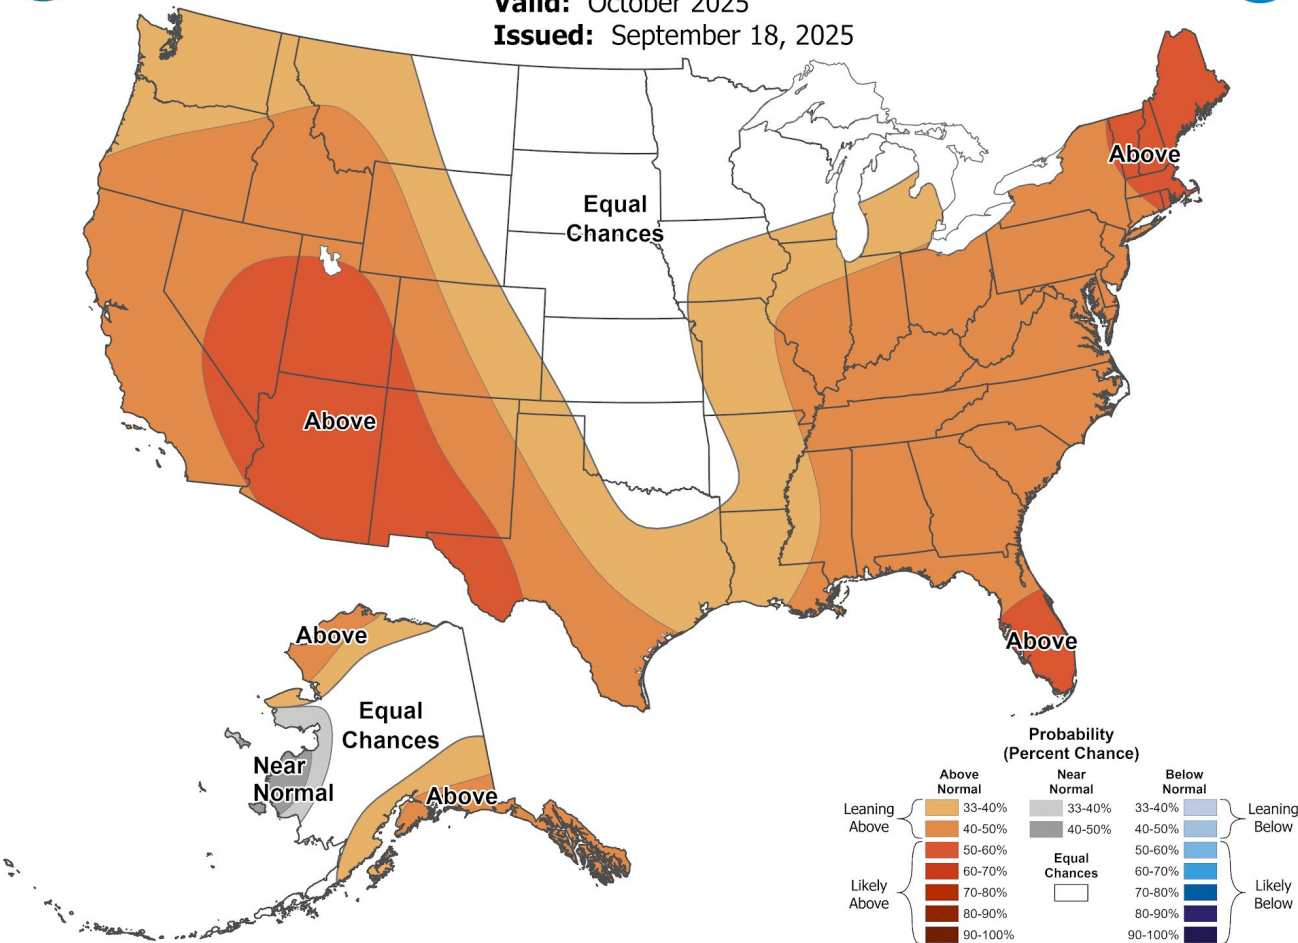 Valid: October 2025
Issued: September 18, 2025
Above
Equal
Chances
Above
Above
Above
Equal
Chances
Near
Normal
Above
Probability
(Percent Chance)
Above
Normal
Near
Normal
Below
Normal
Leaning
Above
33-40%
40-50%
33-40%
40-50%
33-40%
40-50%
Leaning
Below
Likely
Above
50-60%
60-70%
70-80%
80-90%
90-100%
Equal
Chances
50-60%
60-70%
70-80%
80-90%
90-100%
Likely
Below